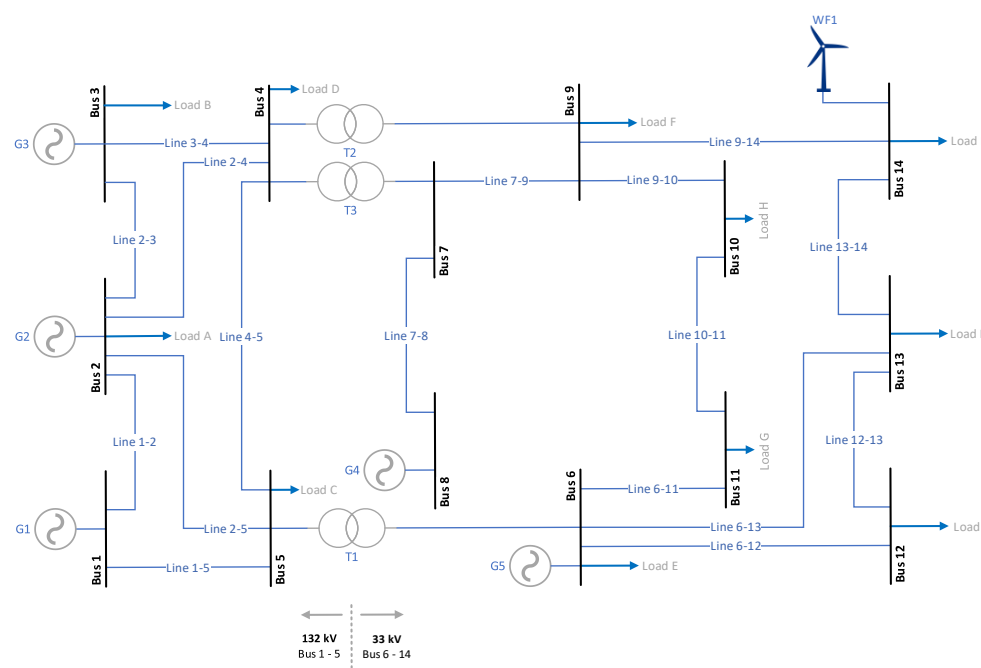 WF1
Bus 3
Load B
G3
Line 3-4
Line 2-4
Line 2-3
Bus 4
Load D
T2
T3
Bus 9
Load F
Line 9-14
Line 7-9
Line 9-10
Load
Bus 14
Load H
Bus 10
Bus 7
Line 13-14
G2
Load A
Bus 2
Line 4-5
Line 7-8
Line 10-11
Load
Bus 13
Line 1-2
Line 12-13
G4
Bus 8
Load G
Bus 11
Bus 6
Line 6-11
Load C
G1
Bus 1
Line 2-5
Line 1-5
Bus 5
T1
Line 6-13
Line 6-12
Load
Bus 12
G5
Load E
132 kV
Bus 1 - 5
33 kV
Bus 6 - 14